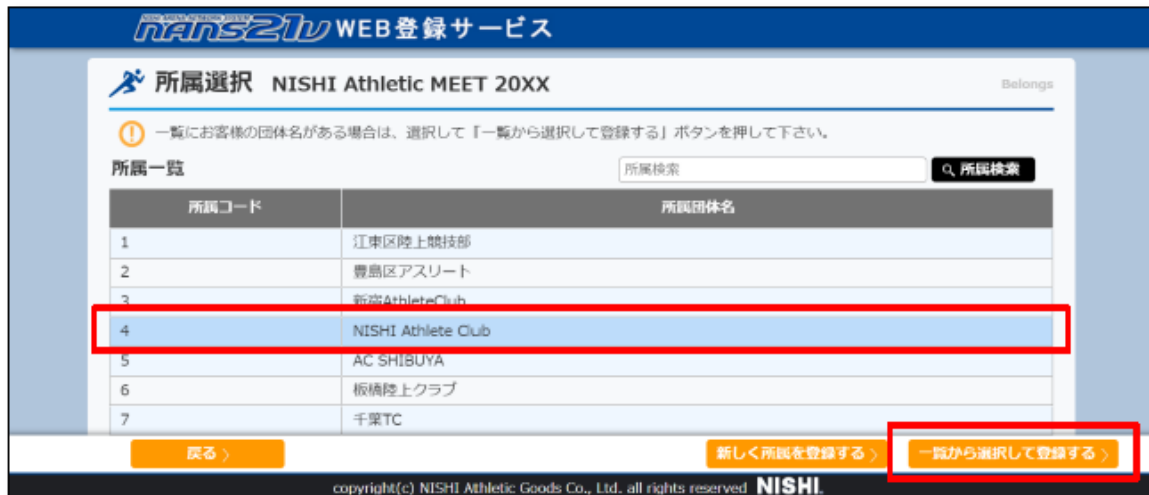 nans21v WEB登録サービス
所属選択 NISHI Athletic MEET 20XX
Belongs
一覧にお客様の団体名がある場合は、選択して「一覧から選択して登録する」ボタンを押して下さい。
所属一覧 所属検索 所属検索
所属コード 所属団体名
1 江東区陸上競技部
2 豊島区アスリート
3 新宿AthleteClub
4 NISHI Athlete Club
5 AC SHIBUYA
6 板橋陸上クラブ
7 千葉TC
戻る 新しく所属を登録する 一覧から選択して登録する
copyright(c) NISHI Athletic Goods Co., Ltd. all rights reserved NISHI.